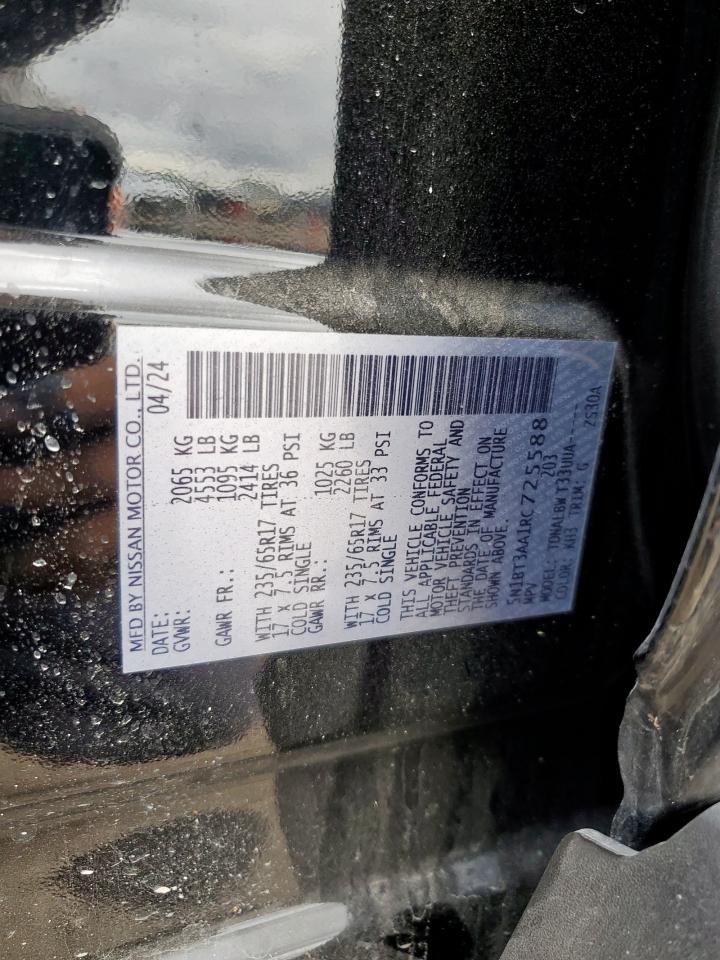 MFD BY NISSAN MOTOR CO., LTD.
DATE: 04/24
GVWR: 2065 KG
4553 LB
GAWR FR.: 1095 KG
2414 LB
WITH 235/65R17 TIRES
17 X 7.5 RIMS AT 36 PSI
COLD SINGLE
GAWR RR.: 1025 KG
2260 LB
WITH 235/65R17 TIRES
17 X 7.5 RIMS AT 33 PSI
COLD SINGLE
THIS VEHICLE CONFORMS TO
ALL APPLICABLE FEDERAL
MOTOR VEHICLE SAFETY AND
THEFT PREVENTION
STANDARDS IN EFFECT ON
THE DATE OF MANUFACTURE
SHOWN ABOVE.
5N1BT3AA1RC725588
MPV Z03
MODEL: TDNALBWT33UUA-----
COLOR: KH3 TRIM: G ZS30A